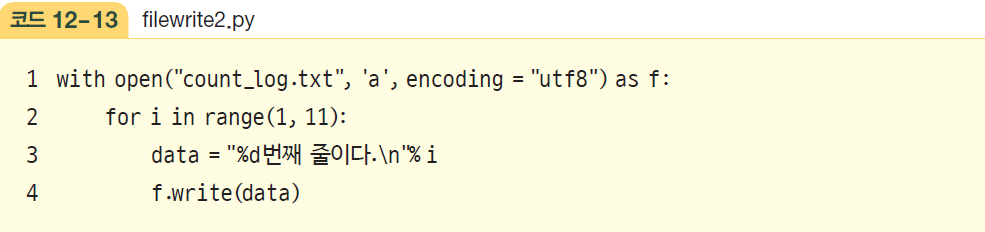 코드 12-13 filewrite2.py
1 with open("count_log.txt", 'a', encoding = "utf8") as f:
2 for i in range(1, 11):
3 data = "%d번째 줄이다.\n"% i
4 f.write(data)